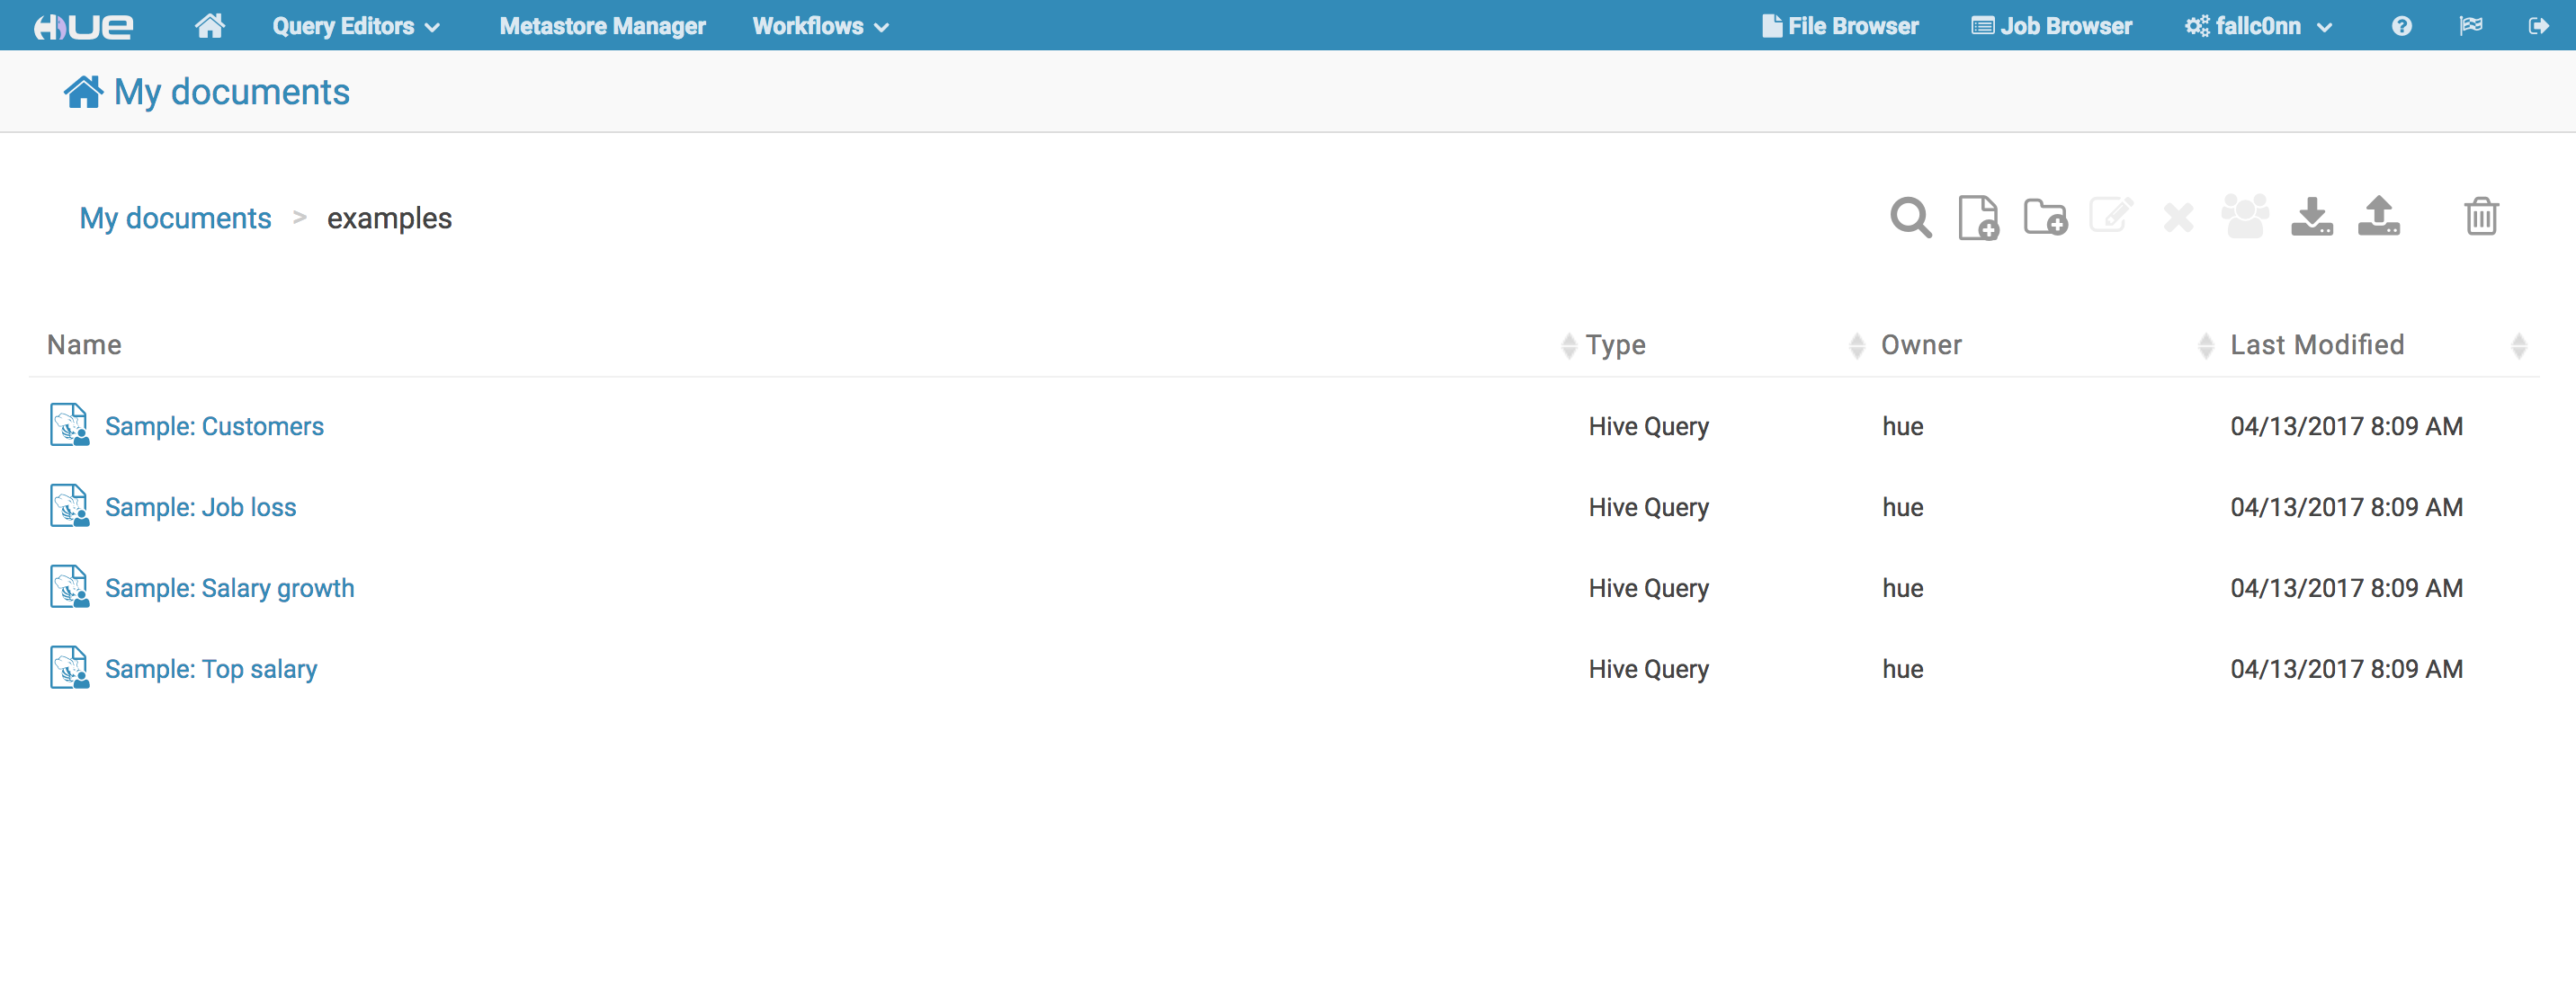 HUE Query Editors Metastore Manager Workflows File Browser Job Browser fallc0nn
My documents
My documents > examples
Name Type Owner Last Modified
Sample: Customers Hive Query hue 04/13/2017 8:09 AM
Sample: Job loss Hive Query hue 04/13/2017 8:09 AM
Sample: Salary growth Hive Query hue 04/13/2017 8:09 AM
Sample: Top salary Hive Query hue 04/13/2017 8:09 AM